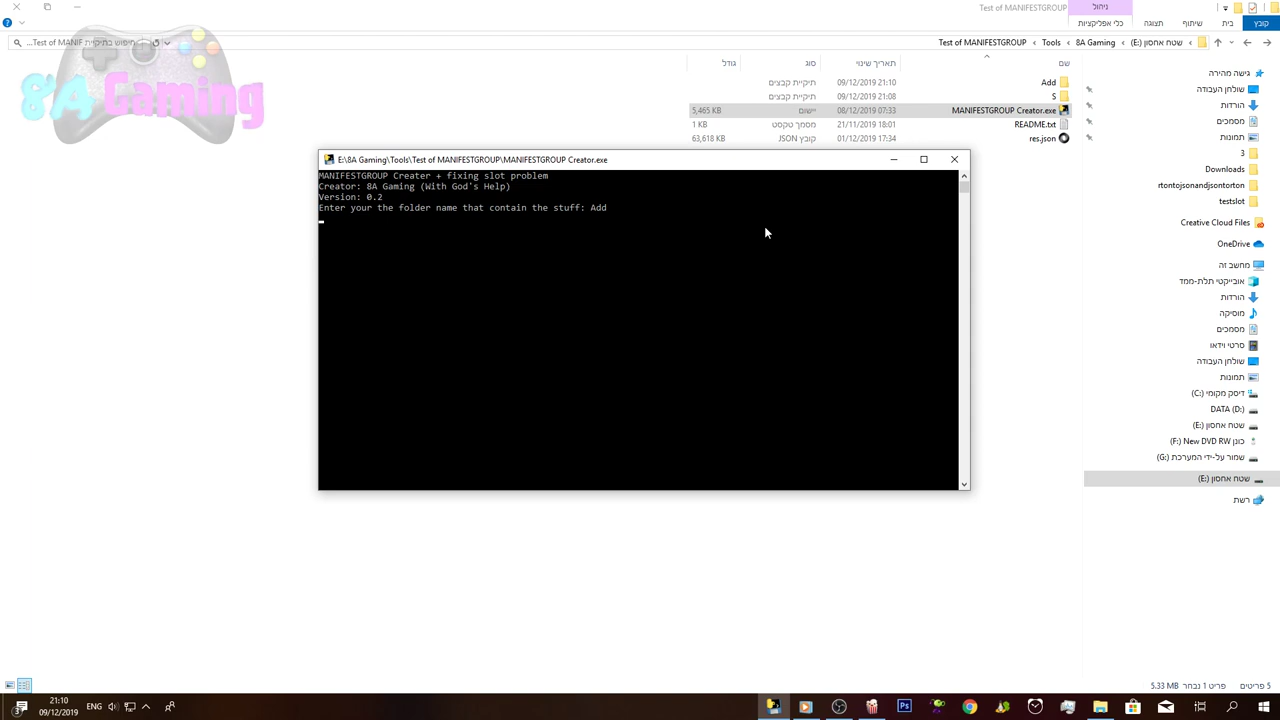 Test of MANIFESTGROUP
ניהול
קובץ
בית
שיתוף
תצוגה
כלי אפליקציות
שטח אחסון (E:) ‹ 8A Gaming ‹ Tools ‹ Test of MANIFESTGROUP
חיפוש בתיקיית Test of MANIF...
8A Gaming
שם
תאריך שינוי
סוג
גודל
Add
09/12/2019 21:10
תיקיית קבצים
S
09/12/2019 21:08
תיקיית קבצים
MANIFESTGROUP Creator.exe
08/12/2019 07:33
יישום
5,465 KB
README.txt
21/11/2019 18:01
מסמך טקסט
1 KB
res.json
01/12/2019 17:34
קובץ JSON
63,618 KB
E:\8A Gaming\Tools\Test of MANIFESTGROUP\MANIFESTGROUP Creator.exe
MANIFESTGROUP Creater + fixing slot problem
Creator: 8A Gaming (With God's Help)
Version: 0.2
Enter your the folder name that contain the stuff: Add
גישה מהירה
שולחן העבודה
הורדות
מסמכים
תמונות
3
Downloads
rtontojsonandjsontorton
testslot
Creative Cloud Files
OneDrive
מחשב זה
אובייקטי תלת-ממד
הורדות
מוסיקה
מסמכים
סרטי וידאו
שולחן העבודה
תמונות
דיסק מקומי (C:)
DATA (D:)
שטח אחסון (E:)
כונן New DVD RW (F:)
שמור על-ידי המערכת (G:)
שטח אחסון (E:)
רשת
5 פריטים
פריט 1 נבחר 5.33 MB
21:10
09/12/2019
ENG
3